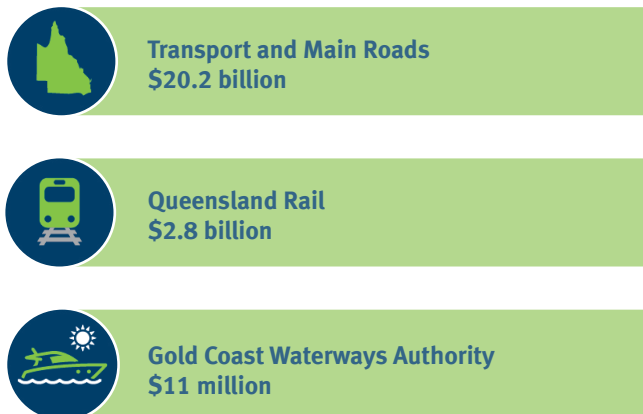 Transport and Main Roads
$20.2 billion
Queensland Rail
$2.8 billion
Gold Coast Waterways Authority
$11 million